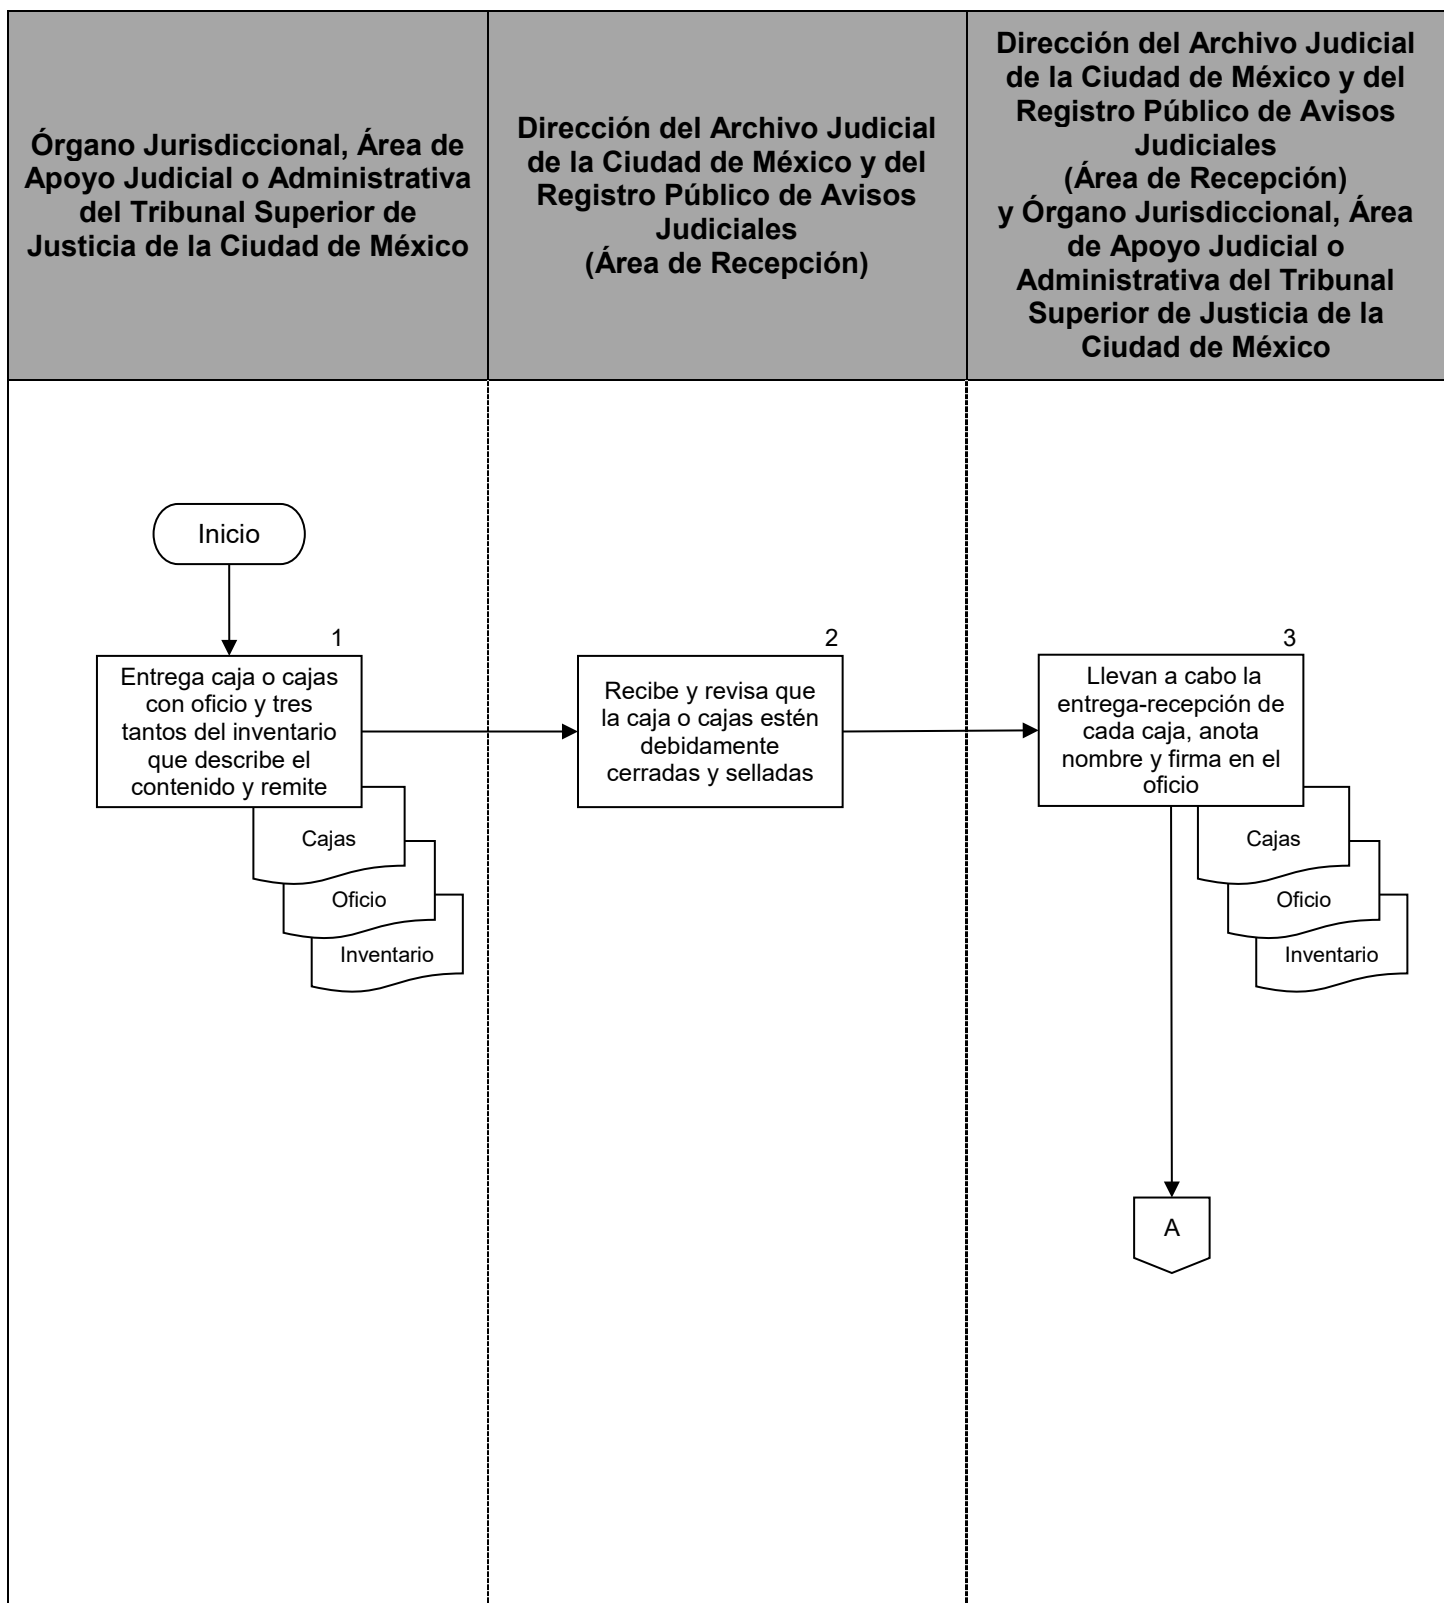 Órgano Jurisdiccional, Área de
Apoyo Judicial o Administrativa
del Tribunal Superior de
Justicia de la Ciudad de México
Dirección del Archivo Judicial
de la Ciudad de México y del
Registro Público de Avisos
Judiciales
(Área de Recepción)
Dirección del Archivo Judicial
de la Ciudad de México y del
Registro Público de Avisos
Judiciales
(Área de Recepción)
y Órgano Jurisdiccional, Área
de Apoyo Judicial o
Administrativa del Tribunal
Superior de Justicia de la
Ciudad de México
Inicio
1
Entrega caja o cajas
con oficio y tres
tantos del inventario
que describe el
contenido y remite
Cajas
Oficio
Inventario
2
Recibe y revisa que
la caja o cajas estén
debidamente
cerradas y selladas
3
Llevan a cabo la
entrega-recepción de
cada caja, anota
nombre y firma en el
oficio
Cajas
Oficio
Inventario
A